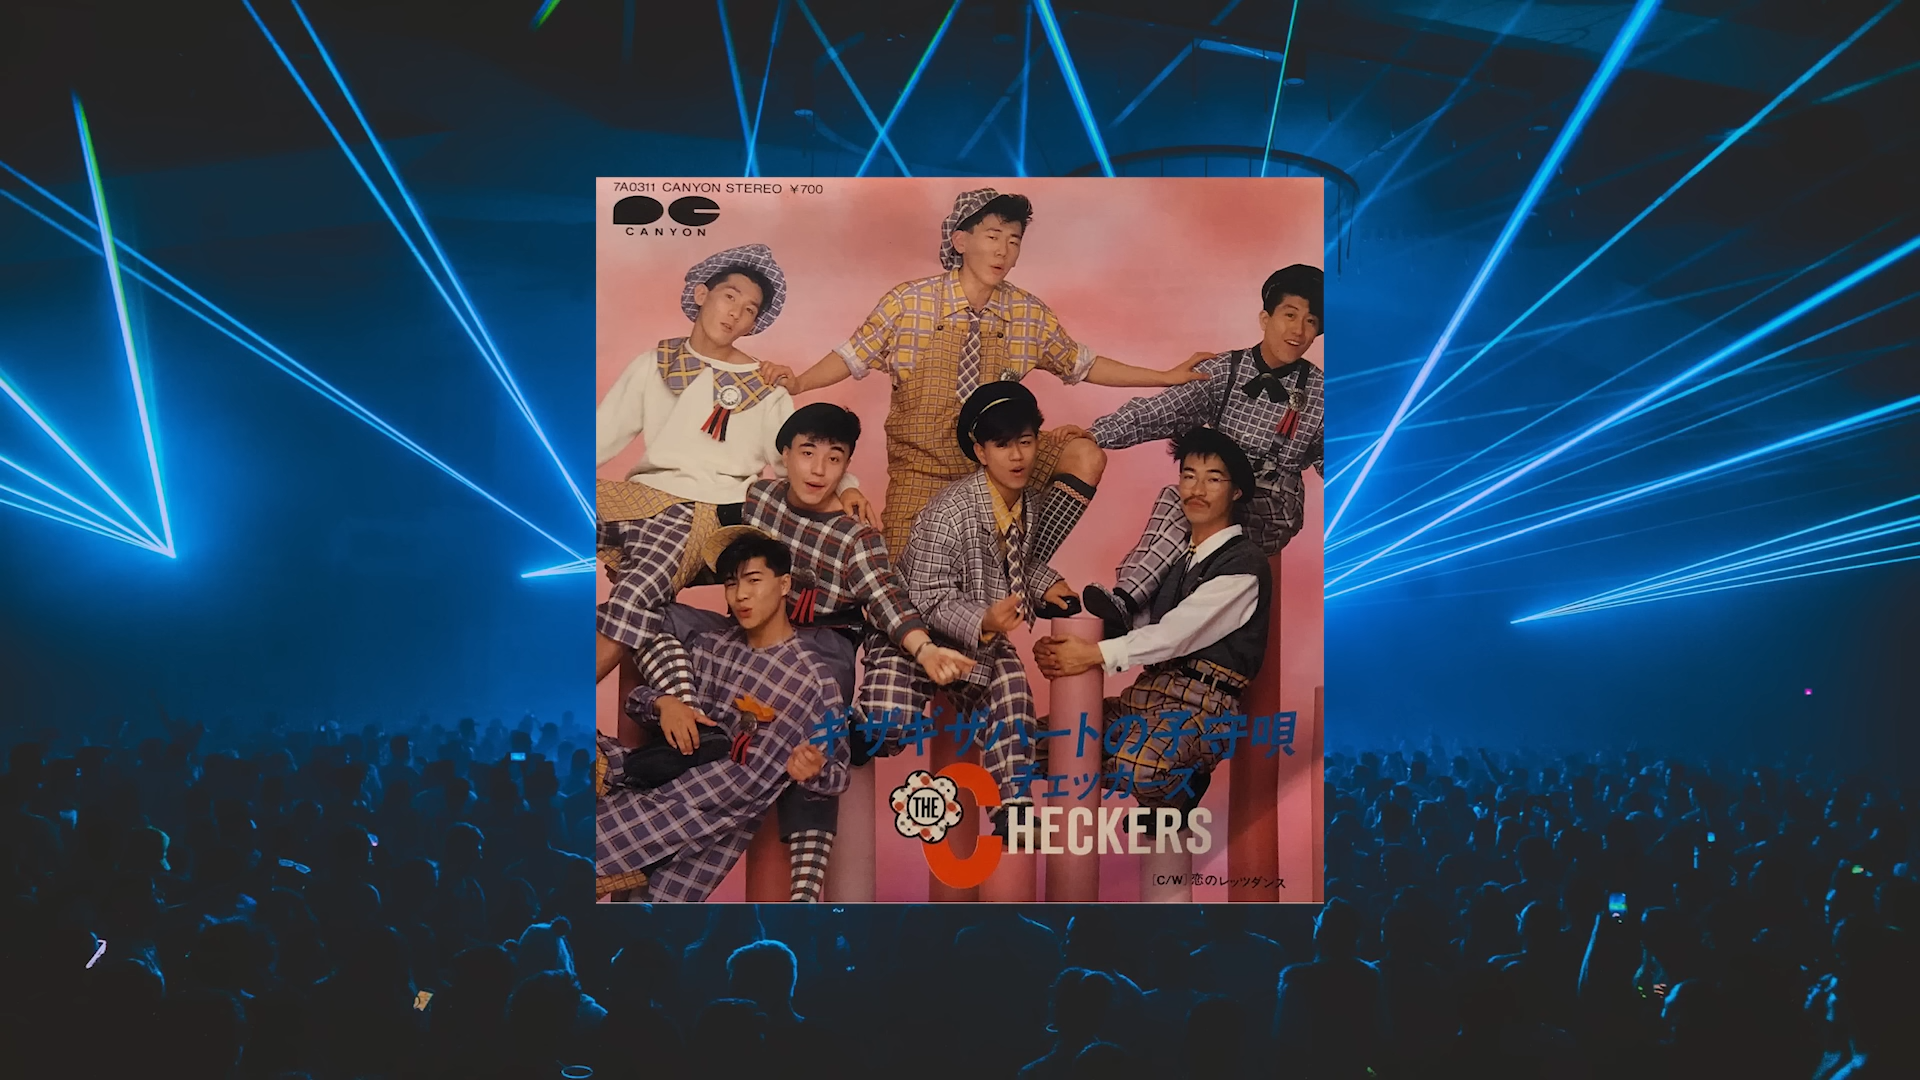 7A0311 CANYON STEREO ¥700
CANYON
ギザギザハートの子守唄
チェッカーズ
THE
CHECKERS
[C/W] 恋のレッツダンス